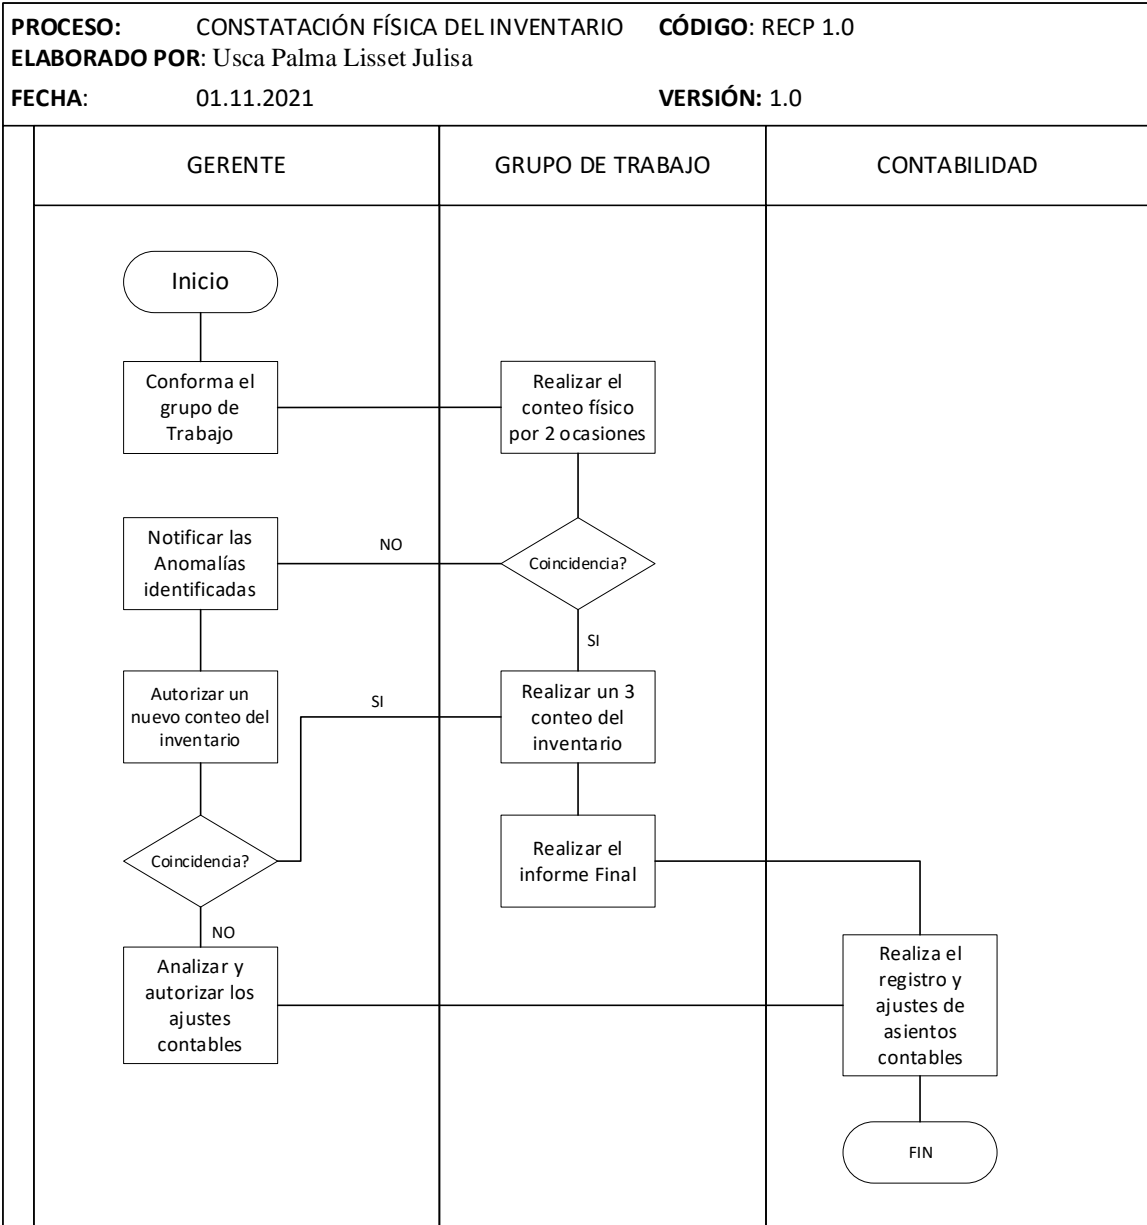 PROCESO: CONSTATACIÓN FÍSICA DEL INVENTARIO CÓDIGO: RECP 1.0
ELABORADO POR: Usca Palma Lisset Julisa
FECHA: 01.11.2021 VERSIÓN: 1.0
GERENTE GRUPO DE TRABAJO CONTABILIDAD
Inicio
Conforma el
grupo de
Trabajo
Realizar el
conteo físico
por 2 ocasiones
Notificar las
Anomalías
identificadas
NO
Coincidencia?
SI
Autorizar un
nuevo conteo del
inventario
SI
Realizar un 3
conteo del
inventario
Coincidencia?
Realizar el
informe Final
NO
Analizar y
autorizar los
ajustes
contables
Realiza el
registro y
ajustes de
asientos
contables
FIN